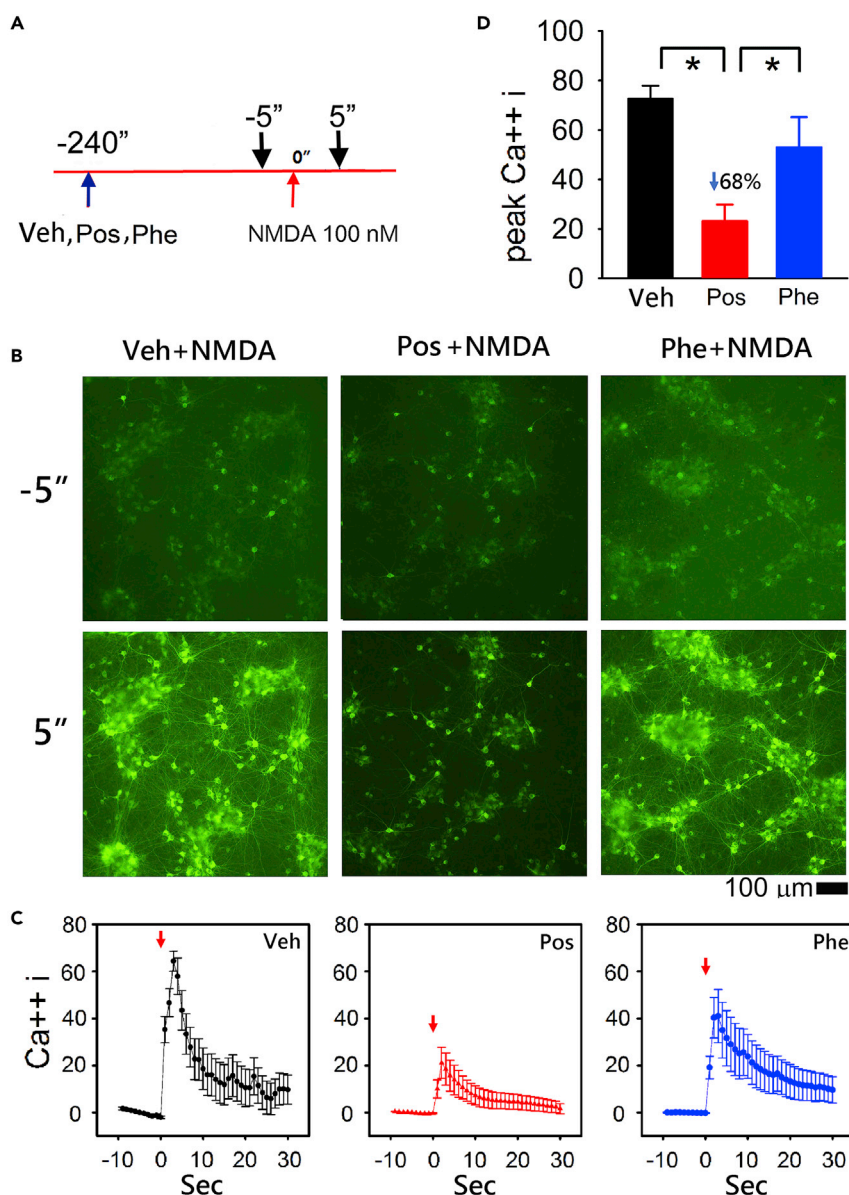 A
-240”
-5”
0”
5”
Veh,Pos,Phe
NMDA 100 nM
D
peak Ca++ i
100
80
60
40
20
0
*
*
↓68%
Veh
Pos
Phe
B
Veh+NMDA
Pos+NMDA
Phe+NMDA
-5”
5”
100 μm
C
Ca++ i
80
60
40
20
0
Veh
-10 0 10 20 30
Sec
80
60
40
20
0
Pos
-10 0 10 20 30
Sec
80
60
40
20
0
Phe
-10 0 10 20 30
Sec